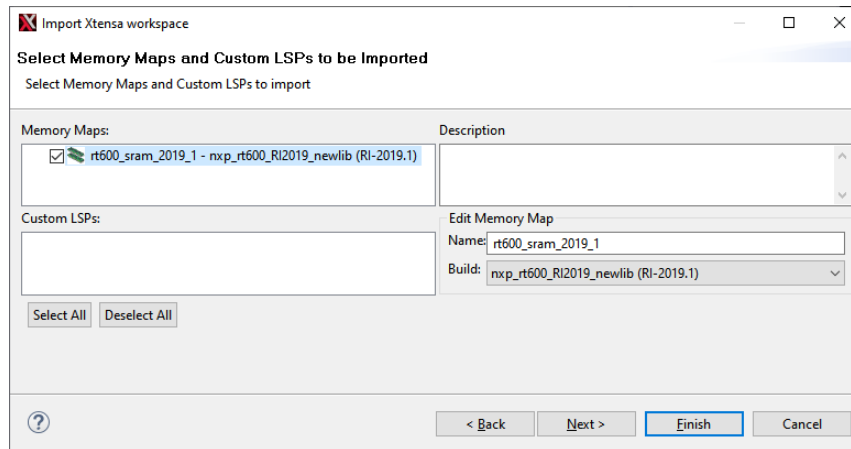 Import Xtensa workspace
Select Memory Maps and Custom LSPs to be Imported
Select Memory Maps and Custom LSPs to import
Memory Maps:
rt600_sram_2019_1 - nxp_rt600_RI2019_newlib (RI-2019.1)
Description
Custom LSPs:
Edit Memory Map
Name: rt600_sram_2019_1
Build: nxp_rt600_RI2019_newlib (RI-2019.1)
Select All Deselect All
? < Back Next > Finish Cancel